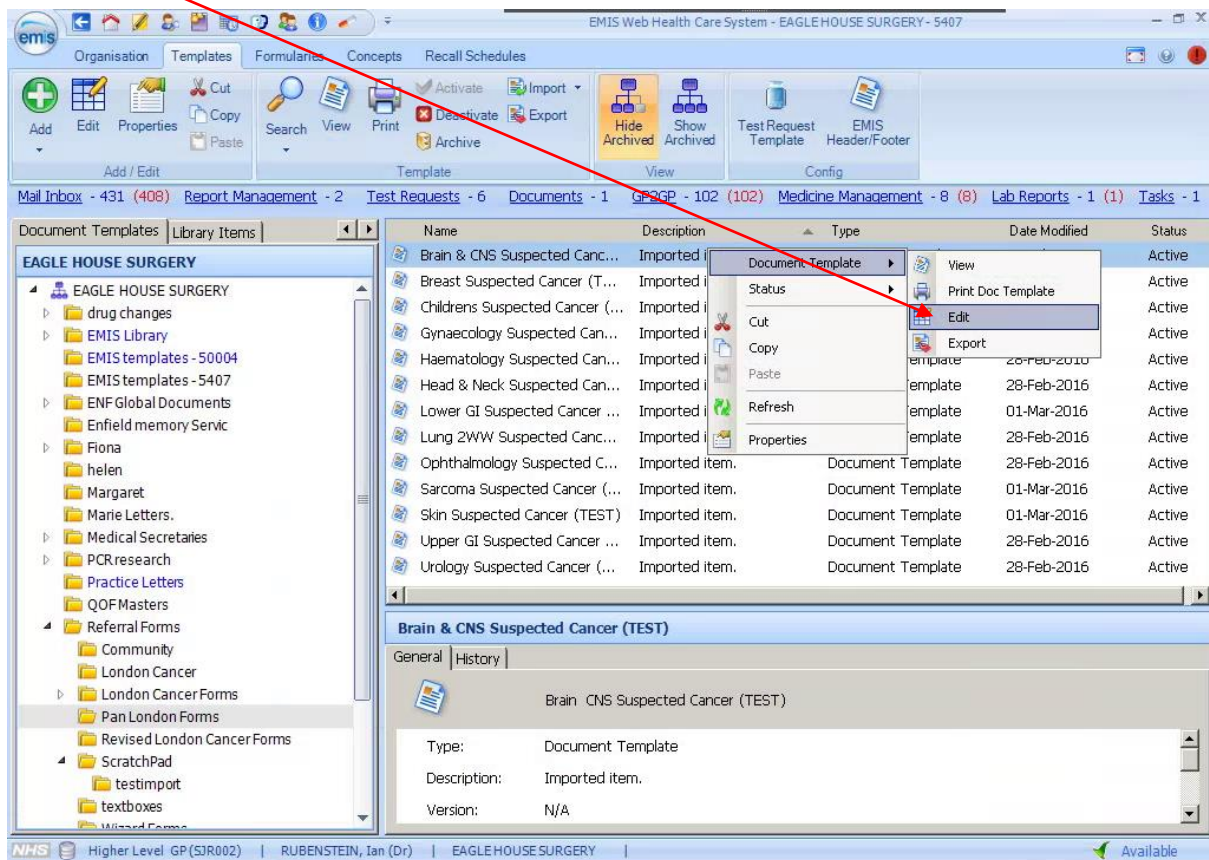 emis
EMIS Web Health Care System - EAGLE HOUSE SURGERY - 5407
Organisation Templates Formularies Concepts Recall Schedules
Add Edit Properties Cut Copy Paste
Search View Print Activate Deactivate Archive Import Export
Hide Archived Show Archived
Test Request Template EMIS Header/Footer
Add / Edit Template View Config
Mail Inbox - 431 (408) Report Management - 2 Test Requests - 6 Documents - 1 GP2GP - 102 (102) Medicine Management - 8 (8) Lab Reports - 1 (1) Tasks - 1
Document Templates Library Items
EAGLE HOUSE SURGERY
EAGLE HOUSE SURGERY
drug changes
EMIS Library
EMIS templates - 50004
EMIS templates - 5407
ENF Global Documents
Enfield memory Servic
Fiona
helen
Margaret
Marie Letters.
Medical Secretaries
PCR research
Practice Letters
QOF Masters
Referral Forms
Community
London Cancer
London Cancer Forms
Pan London Forms
Revised London Cancer Forms
ScratchPad
testimport
textboxes
Name Description Type Date Modified Status
Brain & CNS Suspected Canc... Imported i Active
Breast Suspected Cancer (T... Imported i Active
Childrens Suspected Cancer (... Imported i Active
Gynaecology Suspected Can... Imported i Active
Haematology Suspected Can... Imported i emplate 28-Feb-2016 Active
Head & Neck Suspected Can... Imported i emplate 28-Feb-2016 Active
Lower GI Suspected Cancer ... Imported i emplate 01-Mar-2016 Active
Lung 2WW Suspected Canc... Imported i emplate 28-Feb-2016 Active
Ophthalmology Suspected C... Imported item. Document Template 28-Feb-2016 Active
Sarcoma Suspected Cancer (... Imported item. Document Template 01-Mar-2016 Active
Skin Suspected Cancer (TEST) Imported item. Document Template 01-Mar-2016 Active
Upper GI Suspected Cancer ... Imported item. Document Template 28-Feb-2016 Active
Urology Suspected Cancer (... Imported item. Document Template 28-Feb-2016 Active
Document Template
Status
Cut
Copy
Paste
Refresh
Properties
View
Print Doc Template
Edit
Export
Brain & CNS Suspected Cancer (TEST)
General History
Brain CNS Suspected Cancer (TEST)
Type: Document Template
Description: Imported item.
Version: N/A
NHS Higher Level GP (SJR002) | RUBENSTEIN, Ian (Dr) | EAGLE HOUSE SURGERY | Available